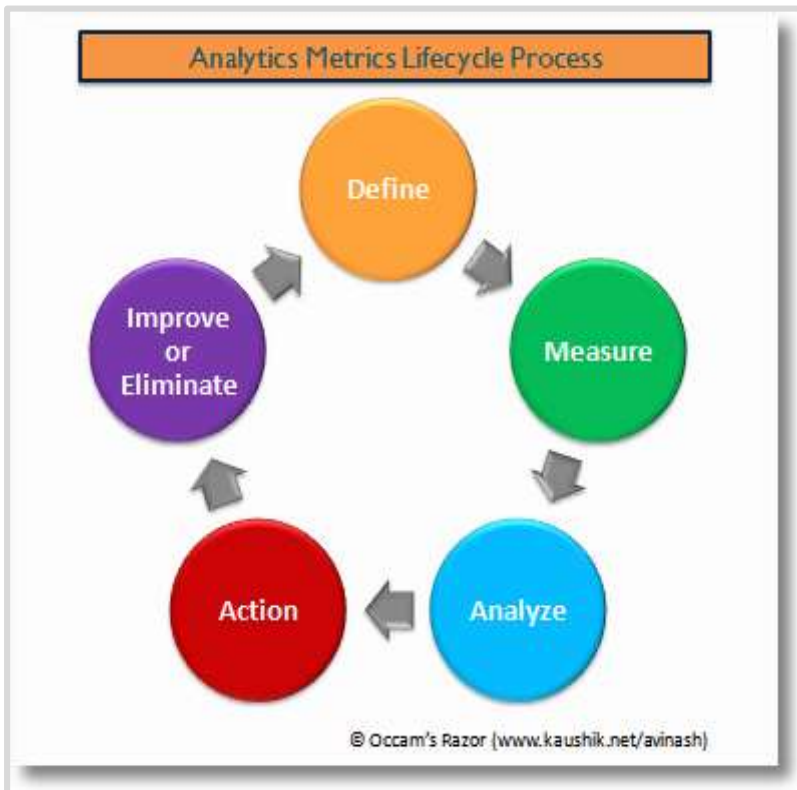 Analytics Metrics Lifecycle Process
Define
Measure
Analyze
Action
Improve
or
Eliminate
© Occam's Razor (www.kaushik.net/avinash)